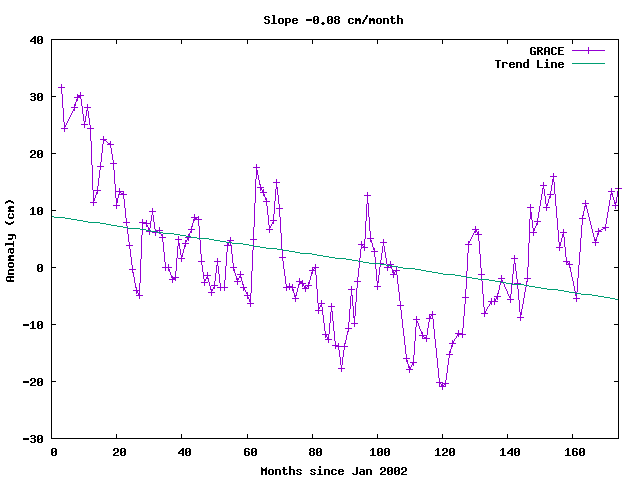 Slope -0.08 cm/month
GRACE
Trend Line
40
30
20
10
0
-10
-20
-30
Anomaly (cm)
0 20 40 60 80 100 120 140 160
Months since Jan 2002